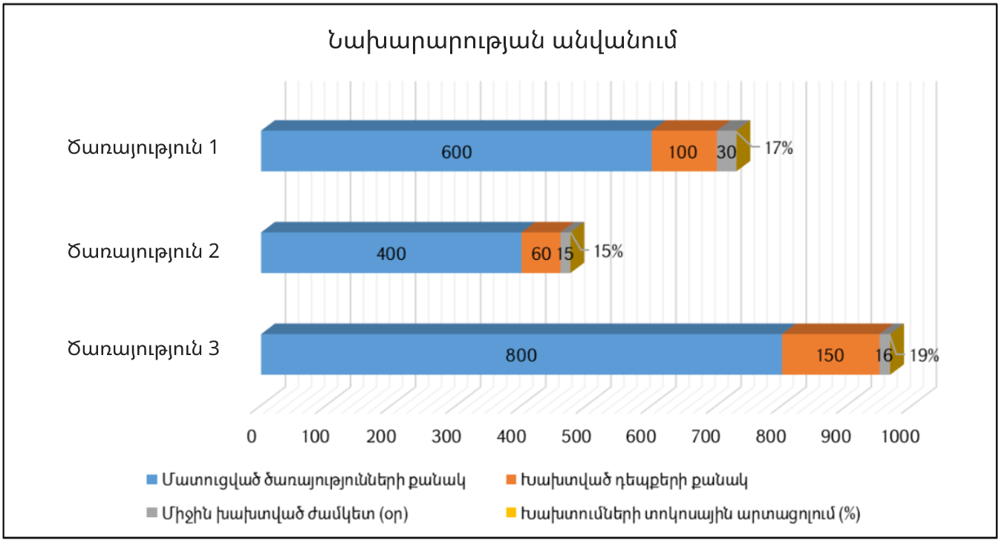 Նախարարության անվանում
Ծառայություն 1
600
100
30
17%
Ծառայություն 2
400
60
15
15%
Ծառայություն 3
800
150
16
19%
0 100 200 300 400 500 600 700 800 900 1000
Մատուցված ծառայությունների քանակ
Խախտված դեպքերի քանակ
Միջին խախտված ժամկետ (օր)
Խախտումների տոկոսային արտացոլում (%)